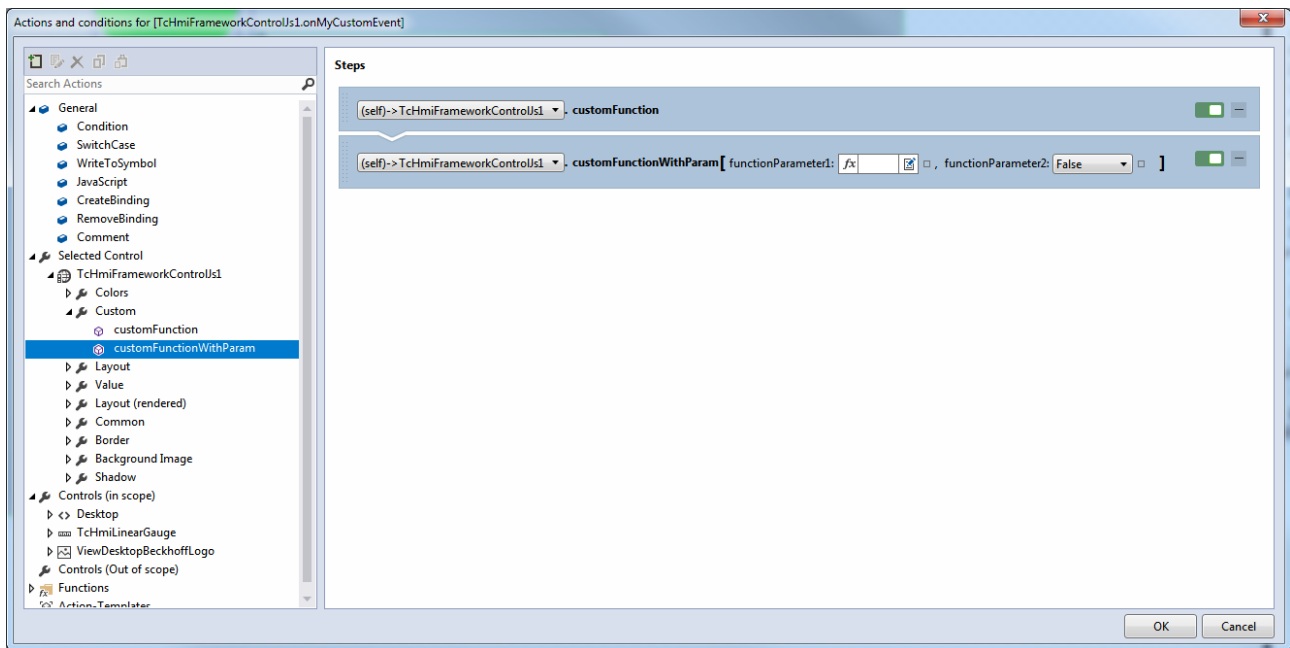 Actions and conditions for [TcHmiFrameworkControlJs1.onMyCustomEvent]
Search Actions
General
Condition
SwitchCase
WriteToSymbol
JavaScript
CreateBinding
RemoveBinding
Comment
Selected Control
TcHmiFrameworkControlJs1
Colors
Custom
customFunction
customFunctionWithParam
Layout
Value
Layout (rendered)
Common
Border
Background Image
Shadow
Controls (in scope)
Desktop
TcHmiLinearGauge
ViewDesktopBeckhoffLogo
Controls (Out of scope)
Functions
Action-Templates
Steps
(self)->TcHmiFrameworkControlJs1 . customFunction
(self)->TcHmiFrameworkControlJs1 . customFunctionWithParam [ functionParameter1: fx , functionParameter2: False ]
OK Cancel